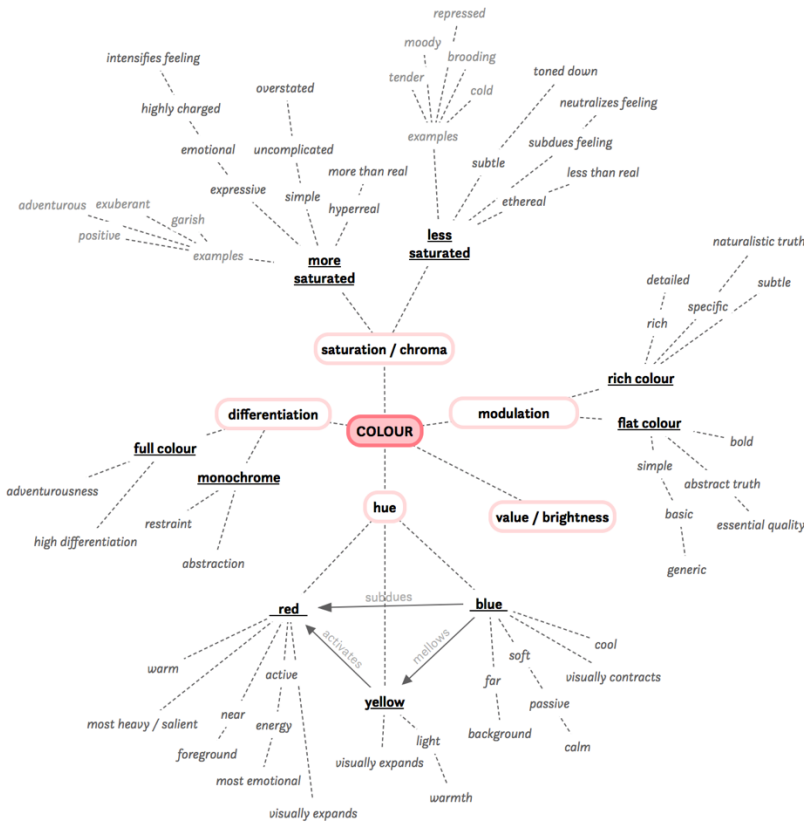 repressed
moody
brooding
tender
cold
examples
intensifies feeling
highly charged
emotional
expressive
overstated
uncomplicated
simple
more than real
hyperreal
toned down
neutralizes feeling
subtle
subdues feeling
less than real
ethereal
adventurous
exuberant
garish
positive
examples
more
saturated
less
saturated
saturation / chroma
naturalistic truth
detailed
subtle
specific
rich
rich colour
differentiation
COLOUR
modulation
flat colour
full colour
monochrome
adventurousness
restraint
high differentiation
abstraction
bold
simple
abstract truth
basic
essential quality
generic
hue
value / brightness
red
subdues
blue
activates
mellows
yellow
warm
active
most heavy / salient
near
energy
foreground
most emotional
visually expands
visually expands
light
warmth
cool
soft
visually contracts
far
passive
background
calm